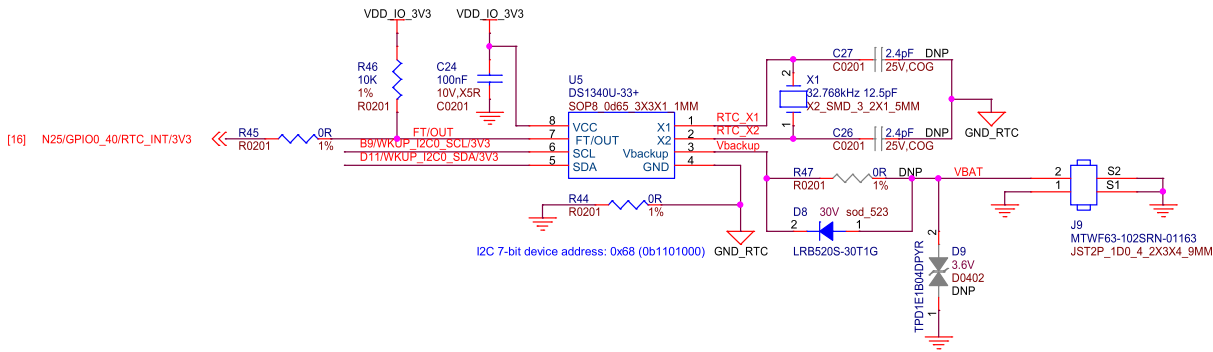 VDD_IO_3V3
VDD_IO_3V3
R46
10K
1%
R0201
C24
100nF
10V,X5R
C0201
U5
DS1340U-33+
SOP8_0d65_3X3X1_1MM
8 VCC
7 FT/OUT
6 SCL
5 SDA
X1 1
X2 2
Vbackup 3
GND 4
[16] N25/GPIO0_40/RTC_INT/3V3
R45
R0201
0R
1%
FT/OUT
B9/WKUP_I2C0_SCL/3V3
D11/WKUP_I2C0_SDA/3V3
RTC_X1
RTC_X2
Vbackup
2
X1
32.768kHz 12.5pF
X2_SMD_3_2X1_5MM
1
C27
C0201
2.4pF DNP
25V,COG
C26
C0201
2.4pF DNP
25V,COG
GND_RTC
R47
R0201
0R
1%
DNP
VBAT
D8
30V sod_523
2 1
LRB520S-30T1G
R44
R0201
0R
1%
GND_RTC
I2C 7-bit device address: 0x68 (0b1101000)
2
D9
3.6V
D0402
DNP
TPD1E1B04DPYR
1
2
1
S2
S1
J9
MTWF63-102SRN-01163
JST2P_1D0_4_2X3X4_9MM